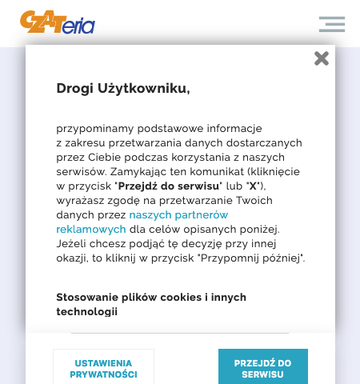 CZATeria
Drogi Użytkowniku,
przypominamy podstawowe informacje
z zakresu przetwarzania danych dostarczanych
przez Ciebie podczas korzystania z naszych
serwisów. Zamykając ten komunikat (kliknięcie
w przycisk "Przejdź do serwisu" lub "X"),
wyrażasz zgodę na przetwarzanie Twoich
danych przez naszych partnerów
reklamowych dla celów opisanych poniżej.
Jeżeli chcesz podjąć tę decyzję przy innej
okazji, to kliknij w przycisk "Przypomnij później".
Stosowanie plików cookies i innych
technologii
USTAWIENIA
PRYWATNOŚCI
PRZEJDŹ DO
SERWISU